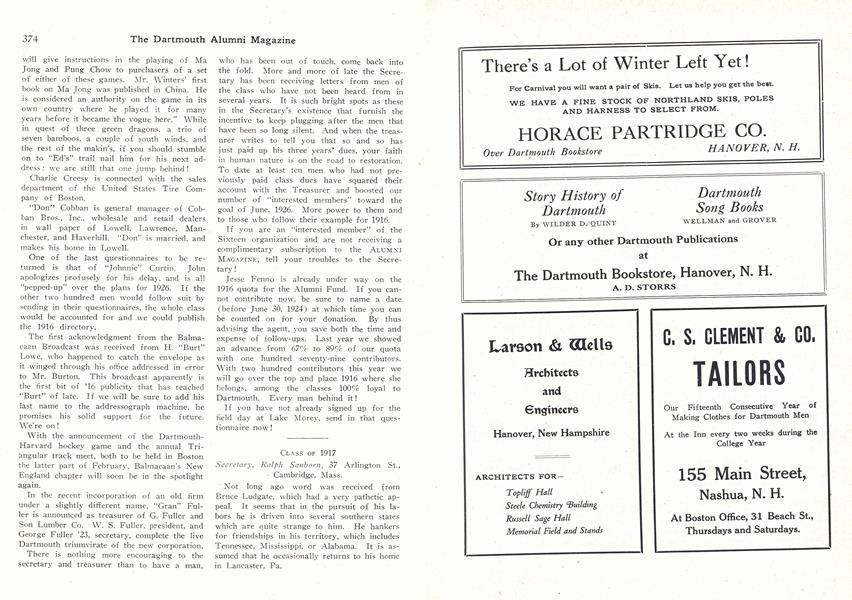 374
The Dartmouth Alumni Magazine
will give instructions in the playing of Ma
Jong and Pung Chow to purchasers of a set
of either of these games. Mr. Winters' first
book on Ma Jong was published in China. He
is considered an authority on the game in its
own country where he played it for many
years before it became the vogue here." While
in quest of three green dragons, a trio of
seven bamboos, a couple of south winds, and
the rest of the makin's, if you should stumble
on to "Ed's" trail nail him for his next ad-
dress: we are still that one jump behind!
Charlie Creesy is connected with the sales
department of the United States Tire Com-
pany of Boston.
"Don" Cobban is general manager of Cob-
ban Bros., Inc., wholesale and retail dealers
in wall paper of Lowell, Lawrence, Man-
chester, and Haverhill. "Don" is married, and
makes his home in Lowell.
One of the last questionnaires to be re-
turned is that of "Johnie" Curtin. John
apologizes profusely for his delay, and is all
"pepped-up" over the plans for 1926. If the
other two hundred men would follow suit by
sending in their questionnaires, the whole class
would be accounted for and we could publish
the 1916 directory.
The first acknowledgment from the Balma-
caan Broadcast was received from H. "Burt"
Lowe, who happened to catch the envelope as
it winged through his office addressed in error
to Mr. Burton. This broadcast apparently is
the first bit of '16 publicity that has reached
"Burt" of late. If we will be sure to add his
last name to the addressograph machine, he
promises his solid support for the future.
We're on!
With the announcement of the Dartmouth-
Harvard hockey game and the annual Tri-
angular track meet, both to be held in Boston
the latter part of February, Balmacaan's New
England chapter will soon be in the spotlight
again.
In the recent incorporation of an old firm
under a slightly different name, "Gran" Ful-
ler is announced as treasurer of G. Fuller and
Son Lumber Co. W. S. Fuller, president, and
George Fuller '23, secretary, complete the live
Dartmouth triumvirate of the new corporation.
There is nothing more encouraging to the
secretary and treasurer than to have a man,
who has been out of touch, come back into
the fold. More and more of late the Secre-
tary has been receiving letters from men of
the class who have not been heard from in
several years. It is such bright spots as these
in the Secretary's existence that furnish the
incentive to keep plugging after the men that
have been so long silent. And when the treas-
urer writes to tell you that so and so has
just paid up his three years' dues, your faith
in human nature is on the road to restoration.
To date at least ten men who had not pre-
viously paid class dues have squared their
account with the Treasurer and boosted our
number of "interested members" toward the
goal of June, 1926. More power to them and
to those who follow their example for 1916.
If you are an "interested member" of the
Sixteen organization and are not receiving a
complimentary subscription to the ALUMNI
MAGAZINE, tell your troubles to the Secre-
tary!
Jesse Fenno is already under way on the
1916 quota for the Alumni Fund. If you can-
not contribute now, be sure to name a date
(before June 30, 1924) at which time you can
be counted on for your donation. By thus
advising the agent, you save both the time and
expense of follow-ups. Last year we showed
an advance from 67% to 89% of our quota
with one hundred seventy-nine contributors.
With two hundred contributors this year we
will go over the top and place 1916 where she
belongs, among the classes 100% loyal to
Dartmouth. Every man behind it!
If you have not already signed up for the
field day at Lake Morey, send in that ques-
tionnaire now!
CLASS OF 1917
Secretary, Ralph Sanborn, 37 Arlington St.,
Cambridge, Mass.
Not long ago word was received from
Bruce Ludgate, which had a very pathetic ap-
peal. It seems that in the pursuit of his la-
bors he is driven into several southern states
which are quite strange to him. He hankers
for friendships in his territory, which includes
Tennessee, Mississippi, or Alabama. It is as-
sumed that he occasionally returns to his home
in Lancaster, Pa.
There's a Lot of Winter Left Yet!
For Carnival you will want a pair of Skis. Let us help you get the best.
WE HAVE A FINE STOCK OF NORTHLAND SKIS, POLES
AND HARNESS TO SELECT FROM.
HORACE PARTRIDGE CO.
Over Dartmouth Bookstore HANOVER, N. H.
Story History of
Dartmouth
By WILDER D. QUINT
Dartmouth
Song Books
WELLMAN and GROVER
Or any other Dartmouth Publications
at
The Dartmouth Bookstore, Hanover, N. H.
A. D. STORRS
Larson & Wells
Architects
and
Engineers
Hanover, New Hampshire
ARCHITECTS FOR—
Topliff Hall
Steele Chemistry Building
Russell Sage Hall
Memorial Field and Stands
C. S. CLEMENT & CO.
TAILORS
Our Fifteenth Consecutive Year of
Making Clothes for Dartmouth Men
At the Inn every two weeks during the
College Year
155 Main Street,
Nashua, N. H.
At Boston Office, 31 Beach St.,
Thursdays and Saturdays.